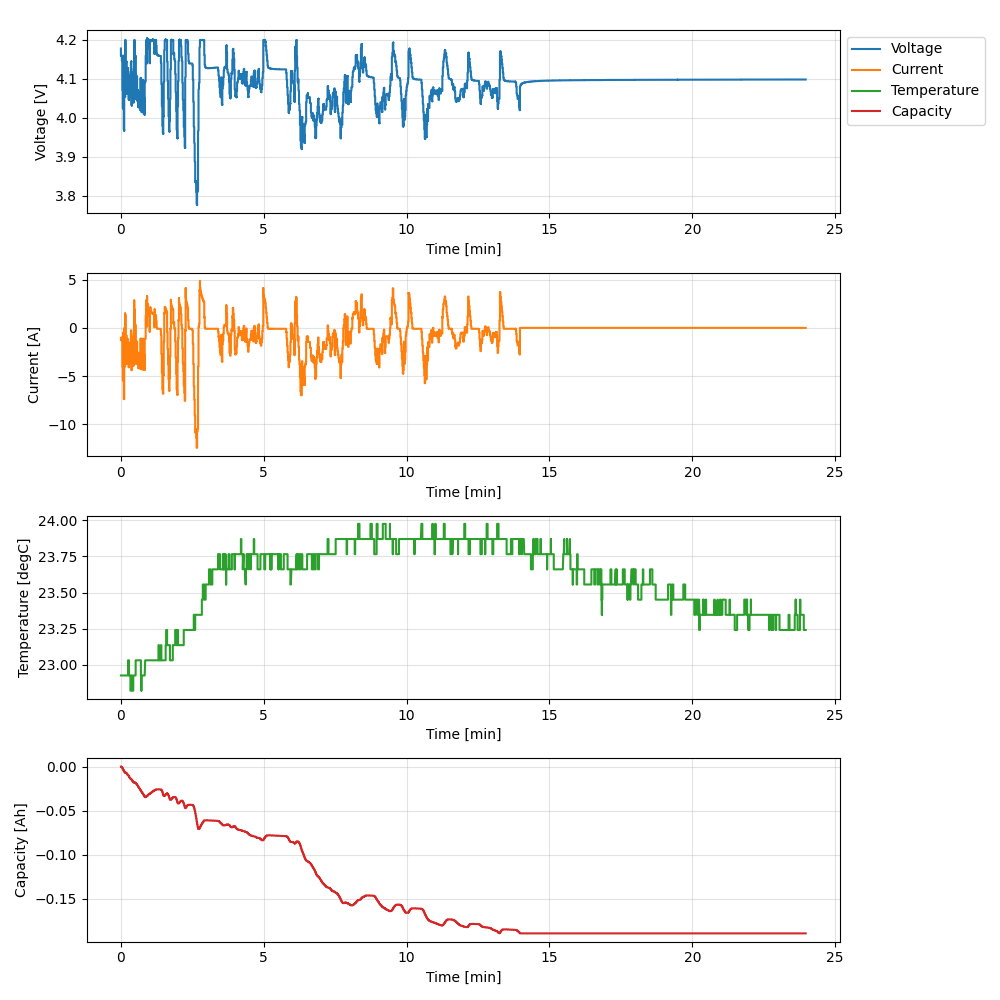 4.2
4.1
4.0
3.9
3.8
Voltage [V]
0 5 10 15 20 25
Time [min]
Voltage
Current
Temperature
Capacity
5
0
−5
−10
Current [A]
0 5 10 15 20 25
Time [min]
24.00
23.75
23.50
23.25
23.00
Temperature [degC]
0 5 10 15 20 25
Time [min]
0.00
−0.05
−0.10
−0.15
Capacity [Ah]
0 5 10 15 20 25
Time [min]